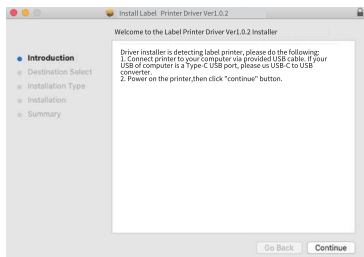 Install Label Printer Driver Ver1.0.2
Welcome to the Label Printer Driver Ver1.0.2 Installer
Introduction
Destination Select
Installation Type
Installation
Summary
Driver installer is detecting label printer, please do the following:
1. Connect printer to your computer via provided USB cable. If your
USB of computer is a Type-C USB port, please us USB-C to USB
converter.
2. Power on the printer,then click "continue" button.
Go Back
Continue